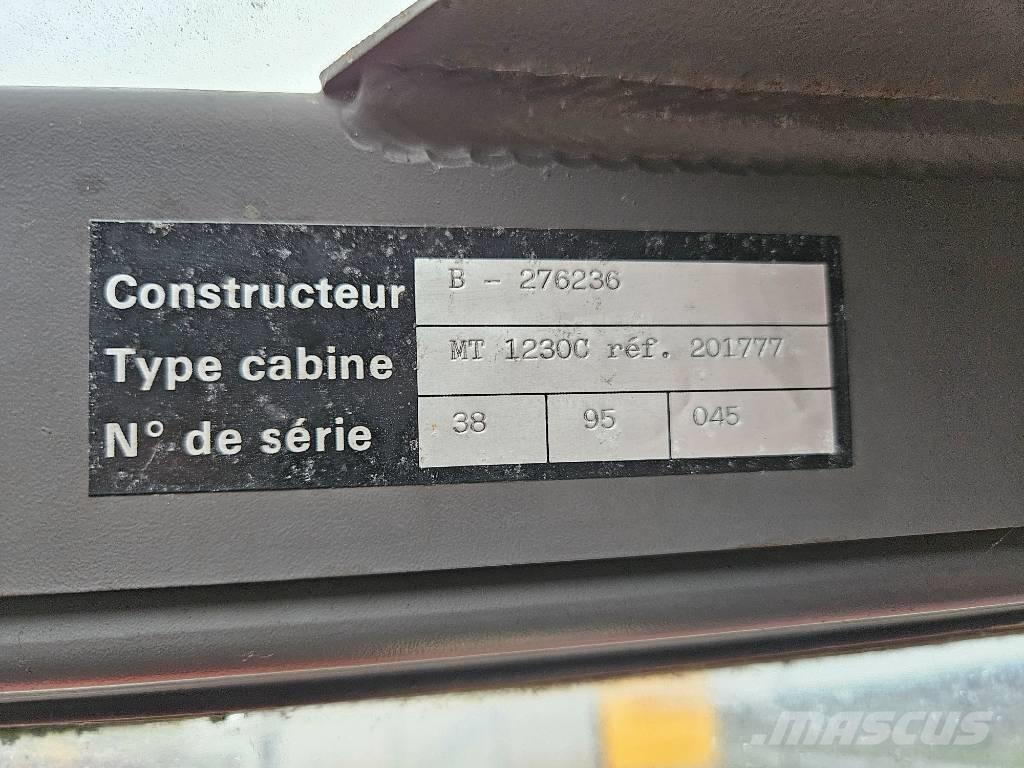 Constructeur B - 276236
Type cabine MT 1230C réf. 201777
N° de série 38 95 045
MASCUS